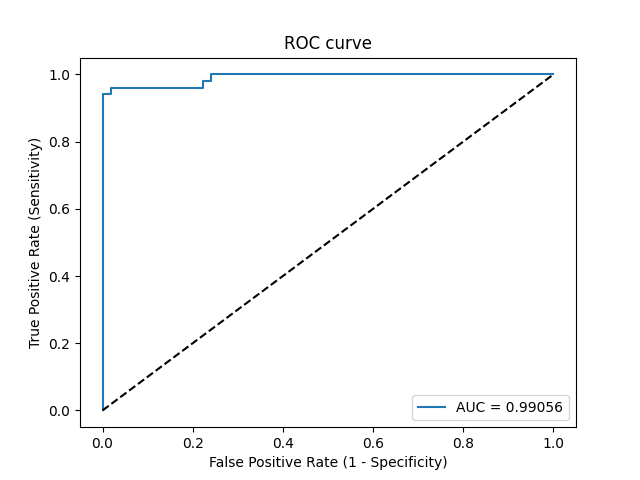 ROC curve
True Positive Rate (Sensitivity)
1.0
0.8
0.6
0.4
0.2
0.0
AUC = 0.99056
0.0 0.2 0.4 0.6 0.8 1.0
False Positive Rate (1 - Specificity)